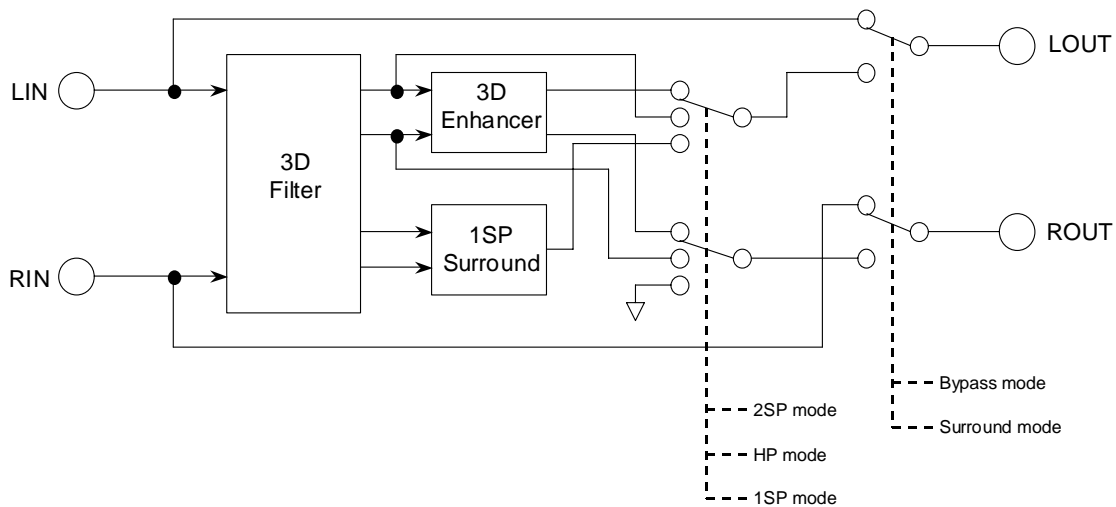 LOUT
LIN
3D
Enhancer
3D
Filter
1SP
Surround
ROUT
RIN
Bypass mode
2SP mode
Surround mode
HP mode
1SP mode